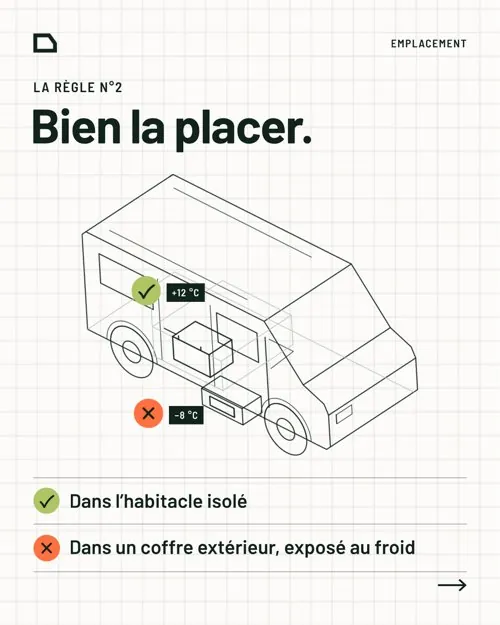 EMPLACEMENT
LA RÈGLE N°2
Bien la placer.
+12 °C
-8 °C
Dans l'habitacle isolé
Dans un coffre extérieur, exposé au froid